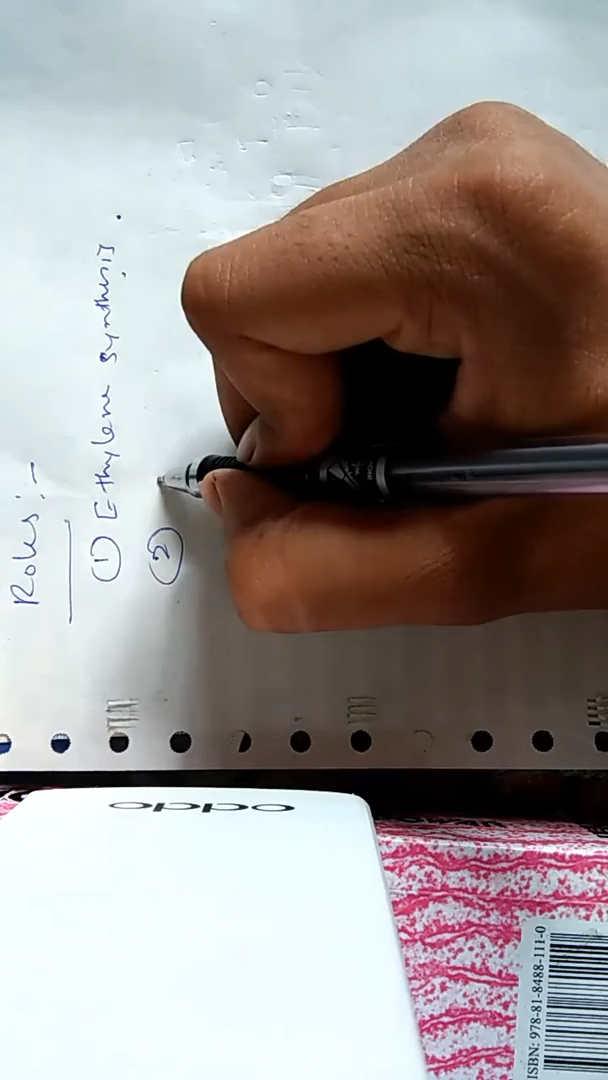 Roles:-
① Ethylene synthesis.
②
oppo
ISBN: 978-81-8488-111-0